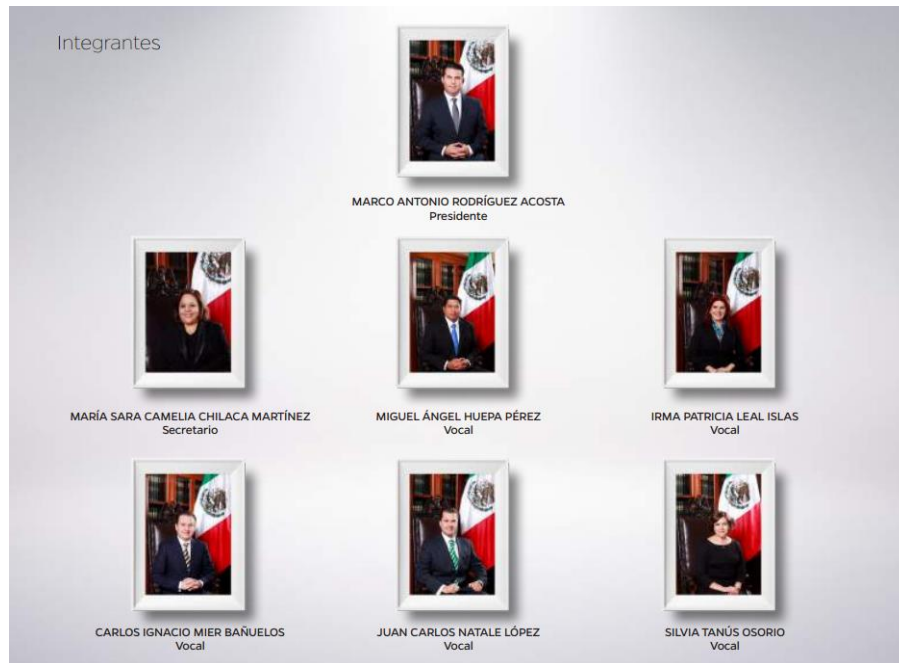 Integrantes
MARCO ANTONIO RODRÍGUEZ ACOSTA
Presidente
MARÍA SARA CAMELIA CHILACA MARTÍNEZ
Secretario
MIGUEL ÁNGEL HUEPA PÉREZ
Vocal
IRMA PATRICIA LEAL ISLAS
Vocal
CARLOS IGNACIO MIER BAÑUELOS
Vocal
JUAN CARLOS NATALE LÓPEZ
Vocal
SILVIA TANÚS OSORIO
Vocal